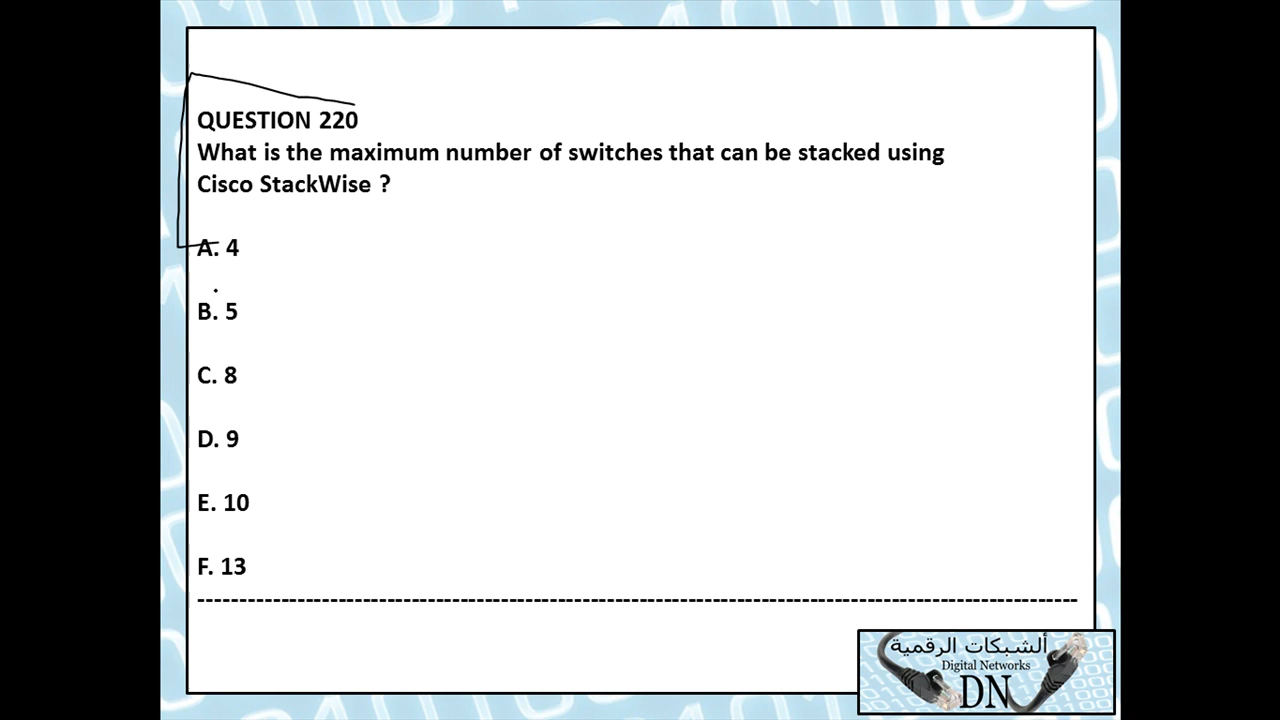 QUESTION 220
What is the maximum number of switches that can be stacked using
Cisco StackWise ?
A. 4
B. 5
C. 8
D. 9
E. 10
F. 13
ألشبكات الرقمية
Digital Networks
DN